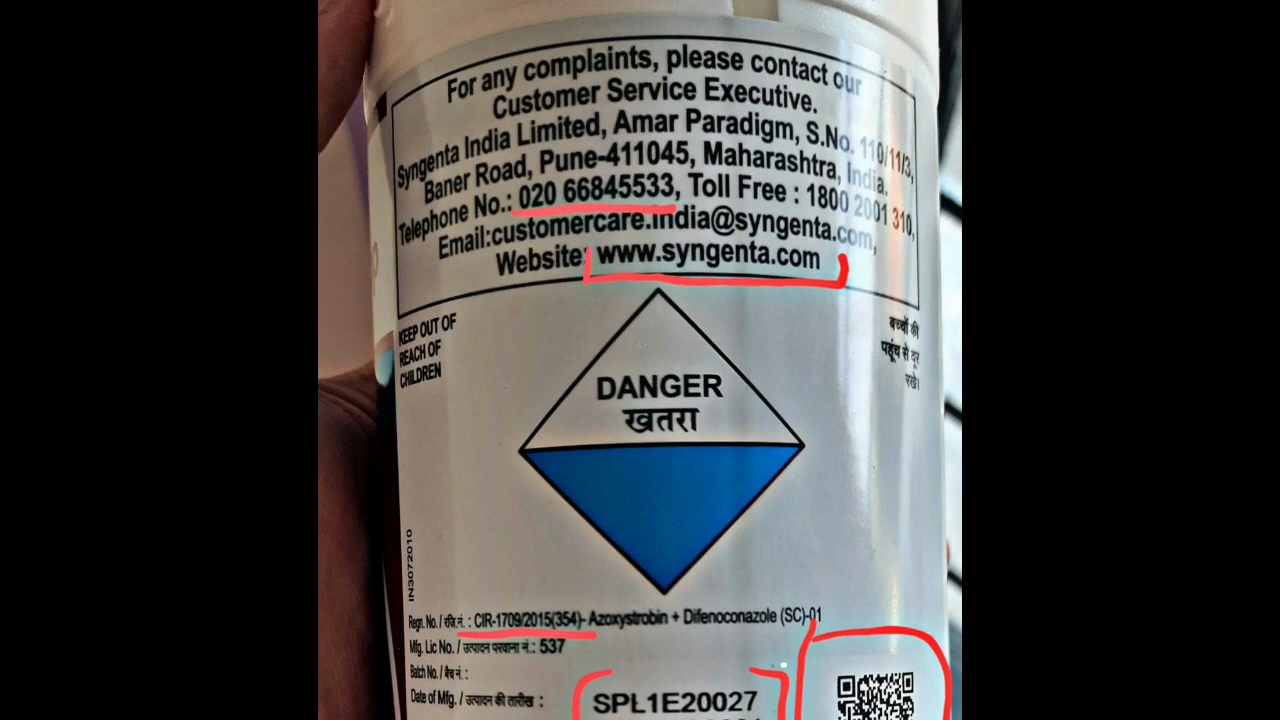 For any complaints, please contact our
Customer Service Executive.
Syngenta India Limited, Amar Paradigm, S.No. 110/11/3,
Baner Road, Pune-411045, Maharashtra, India.
Telephone No.: 020 66845533, Toll Free : 1800 2001 310,
Email:customercare.india@syngenta.com,
Website: www.syngenta.com
KEEP OUT OF
REACH OF
CHILDREN
बच्चों की
पहूंच से दूर
रखें।
DANGER
खतरा
IN3072010
Regn. No. / रजि.नं. : CIR-1709/2015(354)- Azoxystrobin + Difenoconazole (SC)-01
Mfg. Lic No. / उत्पादन परवाना नं.: 537
Batch No. / बैच नं. :
Date of Mfg. / उत्पादन की तारीख :
SPL1E20027